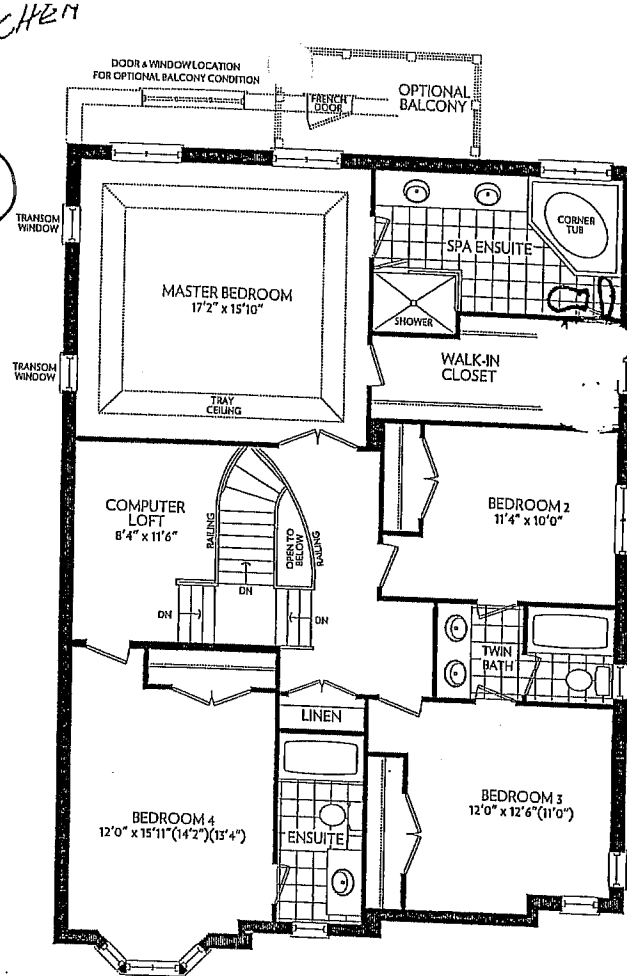 DOOR & WINDOW LOCATION
FOR OPTIONAL BALCONY CONDITION
FRENCH
DOOR
OPTIONAL
BALCONY
TRANSOM
WINDOW
CORNER
TUB
SPA ENSUITE
MASTER BEDROOM
17'2" x 15'10"
SHOWER
TRANSOM
WINDOW
WALK-IN
CLOSET
TRAY
CEILING
COMPUTER
LOFT
8'4" x 11'6"
RAILING
OPEN TO
BELOW
RAILING
BEDROOM 2
11'4" x 10'0"
DN
DN
DN
TWIN
BATH
LINEN
BEDROOM 4
12'0" x 15'11"(14'2")(13'4")
ENSUITE
BEDROOM 3
12'0" x 12'6"(11'0")